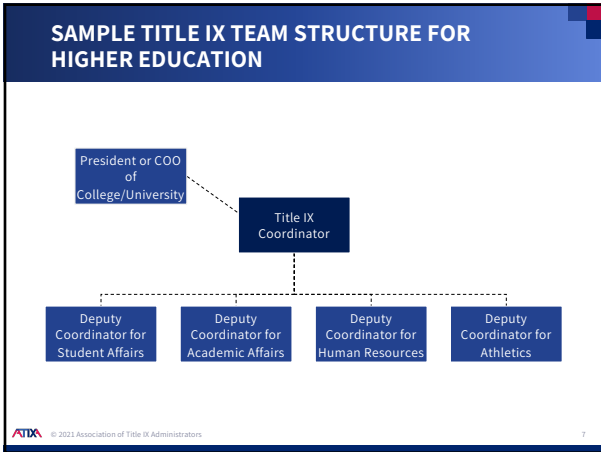 SAMPLE TITLE IX TEAM STRUCTURE FOR
HIGHER EDUCATION
President or COO
of
College/University
Title IX
Coordinator
Deputy
Coordinator for
Student Affairs
Deputy
Coordinator for
Academic Affairs
Deputy
Coordinator for
Human Resources
Deputy
Coordinator for
Athletics
ATIXA © 2021 Association of Title IX Administrators
7